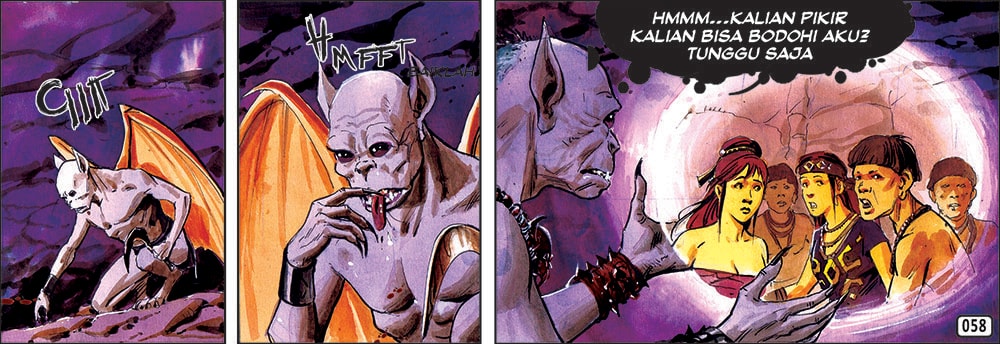 CIIIT
HMFFT
HMMM...KALIAN PIKIR
KALIAN BISA BODOHI AKU?
TUNGGU SAJA
058